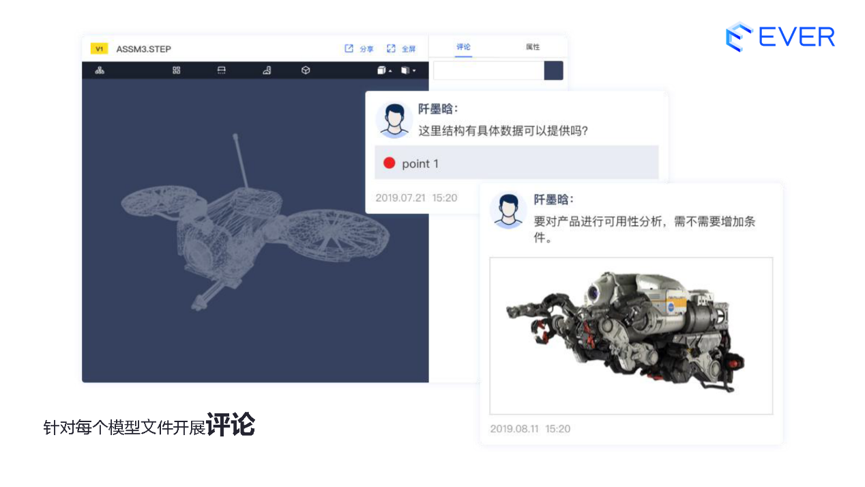 EVER
V1 ASSM3.STEP 分享 全屏 评论 属性
阡墨晗：
这里结构有具体数据可以提供吗?
point 1
2019.07.21 15:20
阡墨晗：
要对产品进行可用性分析，需不需要增加条
件。
2019.08.11 15:20
针对每个模型文件开展评论